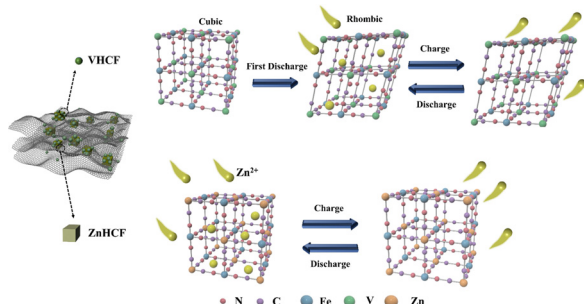 Cubic
Rhombic
VHCF
First Discharge
Charge
Discharge
Zn²⁺
Charge
Discharge
ZnHCF
N C Fe V Zn